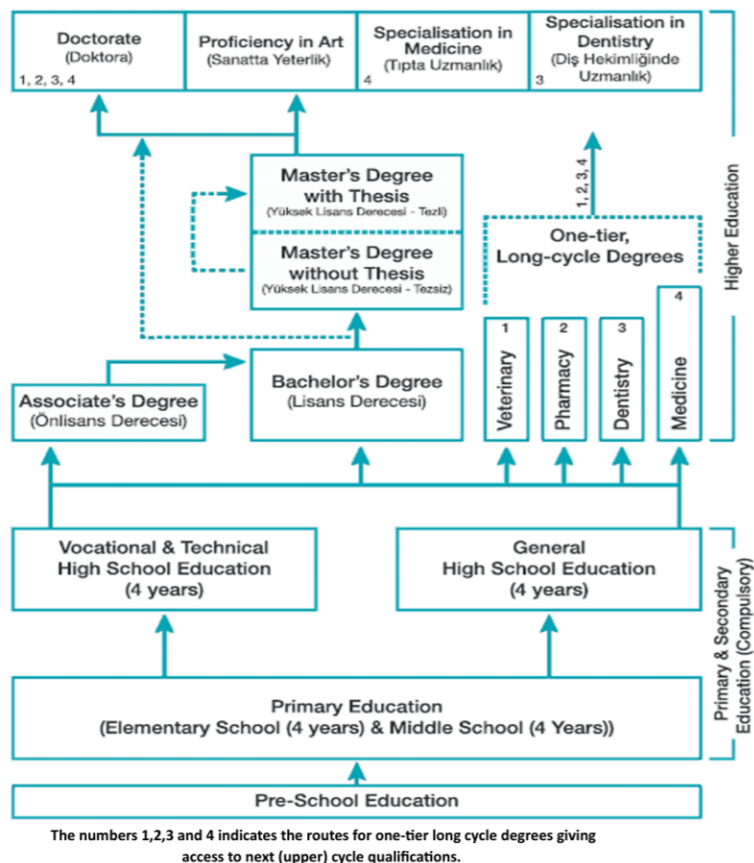 Doctorate
(Doktora)
1, 2, 3, 4
Proficiency in Art
(Sanatta Yeterlik)
Specialisation in
Medicine
(Tıpta Uzmanlık)
4
Specialisation in
Dentistry
(Diş Hekimliğinde
Uzmanlık)
3
Master's Degree
with Thesis
(Yüksek Lisans Derecesi - Tezli)
Master's Degree
without Thesis
(Yüksek Lisans Derecesi - Tezsiz)
1, 2, 3, 4
One-tier,
Long-cycle Degrees
Higher Education
Associate's Degree
(Önlisans Derecesi)
Bachelor's Degree
(Lisans Derecesi)
1
Veterinary
2
Pharmacy
3
Dentistry
4
Medicine
Vocational & Technical
High School Education
(4 years)
General
High School Education
(4 years)
Primary & Secondary
Education (Compulsory)
Primary Education
(Elementary School (4 years) & Middle School (4 Years))
Pre-School Education
The numbers 1,2,3 and 4 indicates the routes for one-tier long cycle degrees giving
access to next (upper) cycle qualifications.